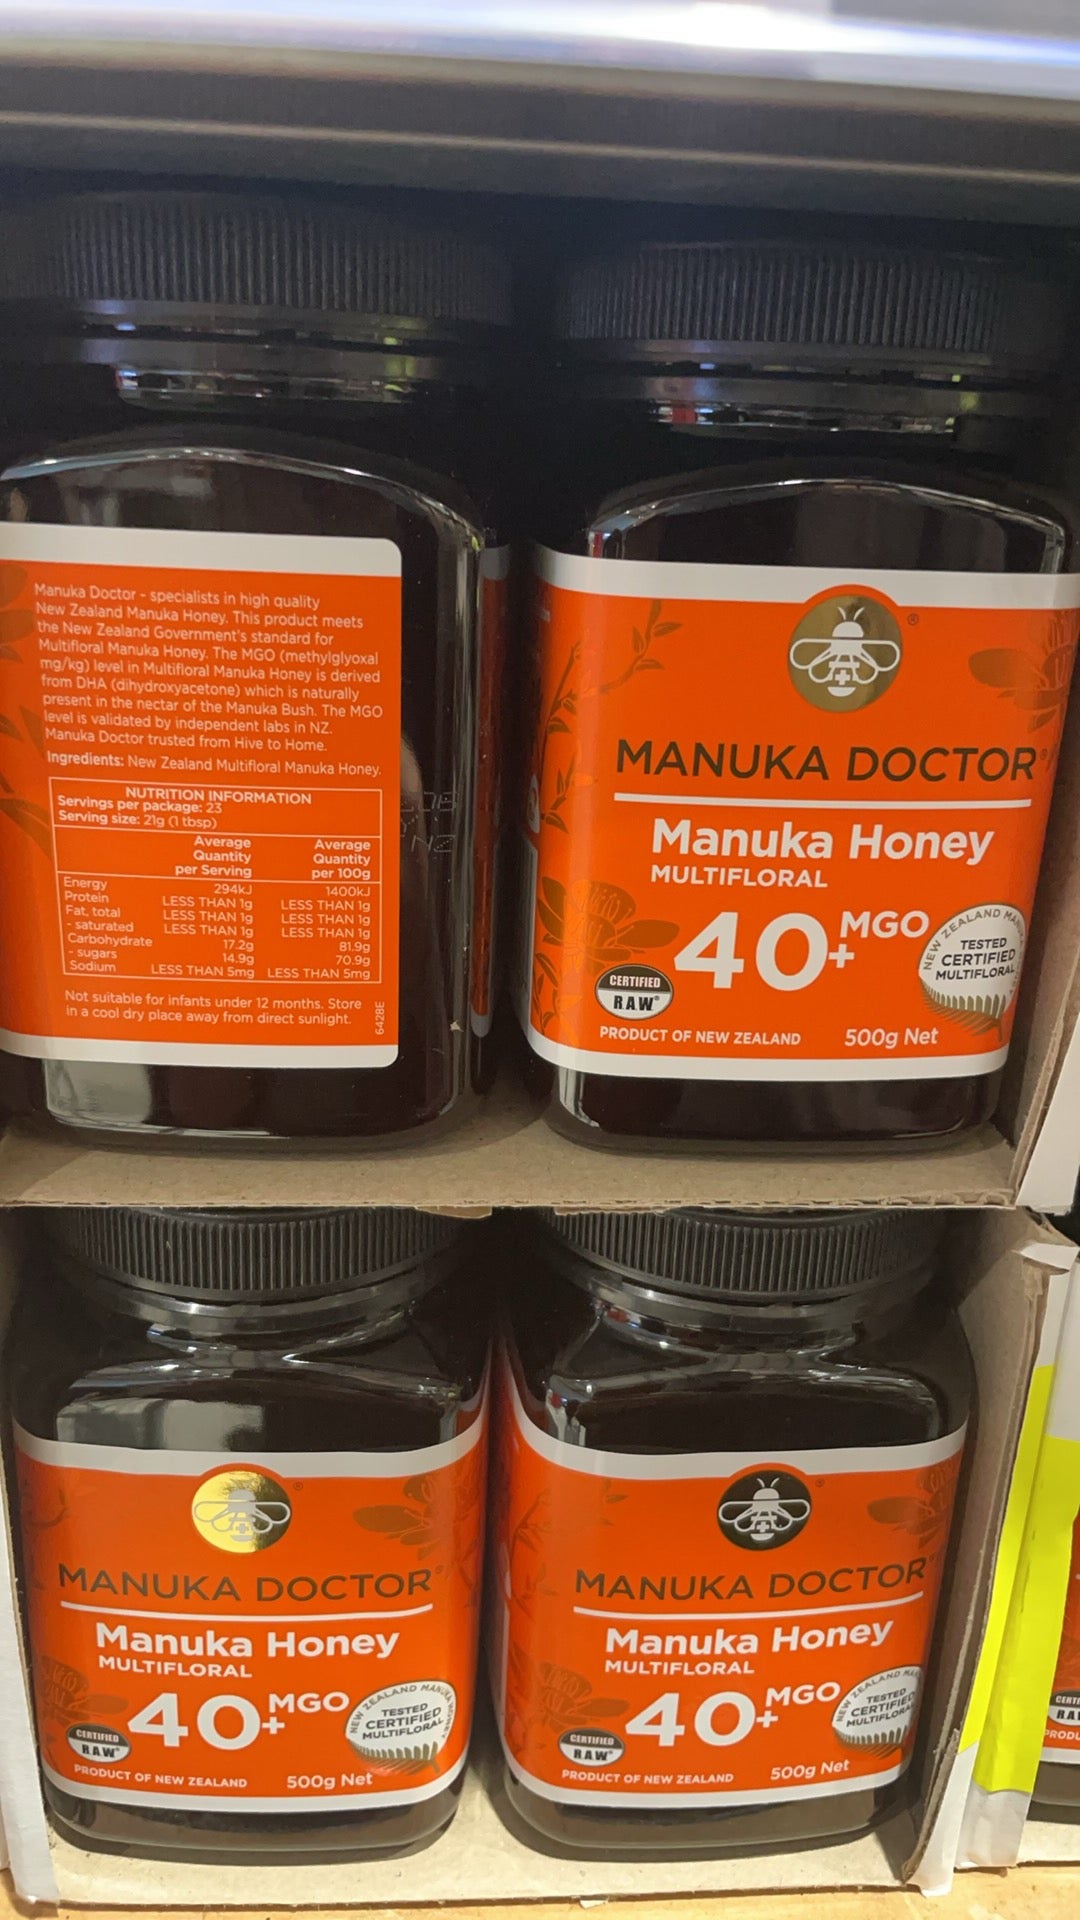 Manuka Doctor - specialists in high quality
New Zealand Manuka Honey. This product meets
the New Zealand Government's standard for
Multifloral Manuka Honey. The MGO (methylglyoxal
mg/kg) level in Multifloral Manuka Honey is derived
from DHA (dihydroxyacetone) which is naturally
present in the nectar of the Manuka Bush. The MGO
level is validated by independent labs in NZ.
Manuka Doctor trusted from Hive to Home.
Ingredients: New Zealand Multifloral Manuka Honey.
NUTRITION INFORMATION
Servings per package: 23
Serving size: 21g (1 tbsp)
Average Quantity per Serving Average Quantity per 100g
Energy 294kJ 1400kJ
Protein LESS THAN 1g LESS THAN 1g
Fat, total LESS THAN 1g LESS THAN 1g
- saturated LESS THAN 1g LESS THAN 1g
Carbohydrate 17.2g 81.9g
- sugars 14.9g 70.9g
Sodium LESS THAN 5mg LESS THAN 5mg
Not suitable for infants under 12 months. Store
in a cool dry place away from direct sunlight.
6428E
MANUKA DOCTOR®
Manuka Honey
MULTIFLORAL
40+ MGO
CERTIFIED
RAW®
NEW ZEALAND
TESTED
CERTIFIED
MULTIFLORAL
PRODUCT OF NEW ZEALAND 500g Net
MANUKA DOCTOR®
Manuka Honey
MULTIFLORAL
40+ MGO
CERTIFIED
RAW®
NEW ZEALAND MANUKA HONEY
TESTED
CERTIFIED
MULTIFLORAL
PRODUCT OF NEW ZEALAND 500g Net
MANUKA DOCTOR®
Manuka Honey
MULTIFLORAL
40+ MGO
CERTIFIED
RAW®
NEW ZEALAND
TESTED
CERTIFIED
MULTIFLORAL
PRODUCT OF NEW ZEALAND 500g Net